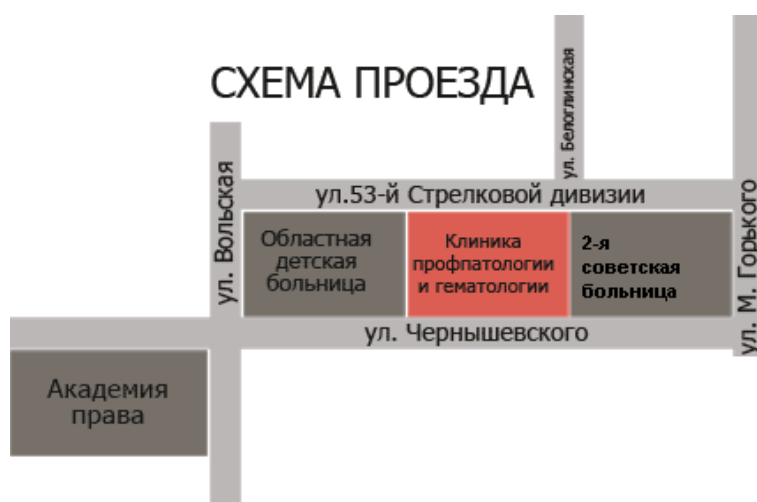 СХЕМА ПРОЕЗДА
ул. Белоглинская
ул. Вольская
ул.53-й Стрелковой дивизии
ул. М. Горького
Областная
детская
больница
Клиника
профпатологии
и гематологии
2-я
советская
больница
ул. Чернышевского
Академия
права